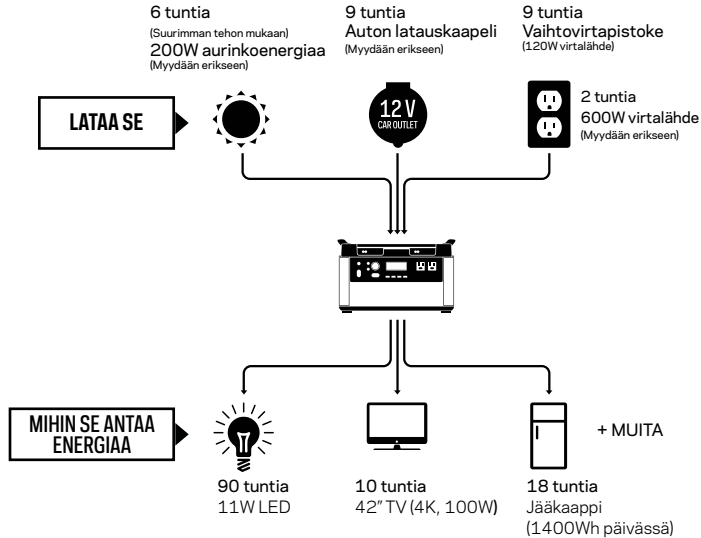 6 tuntia
(Suurimman tehon mukaan)
200W aurinkoenergiaa
(Myydään erikseen)
9 tuntia
Auton latauskaapeli
(Myydään erikseen)
9 tuntia
Vaihtovirtapistoke
(120W virtalähde)
LATAA SE
12 V
CAR OUTLET
2 tuntia
600W virtalähde
(Myydään erikseen)
MIHIN SE ANTAA
ENERGIAA
+ MUITA
90 tuntia
11W LED
10 tuntia
42” TV (4K, 100W)
18 tuntia
Jääkaappi
(1400Wh päivässä)